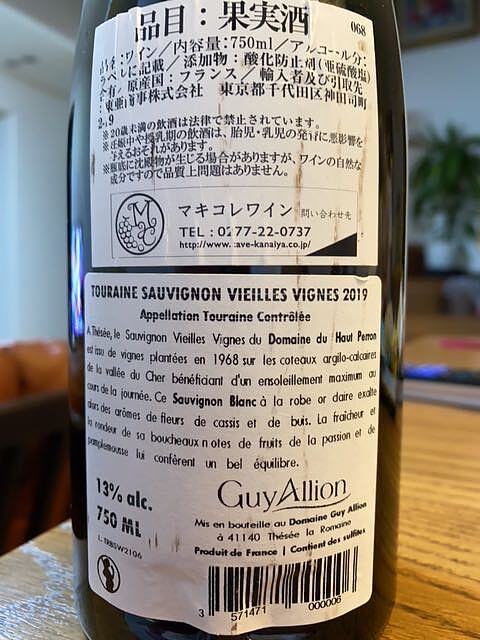 品目：果実酒
068
ワイン／内容量：750ml／アルコール分：
ラベルに記載／添加物：酸化防止剤(亜硫酸塩)
有／原産国：フランス／輸入者及び引取先
：東亜商事株式会社 東京都千代田区神田司町
2-9
※20歳未満の飲酒は法律で禁止されています。
※妊娠中や授乳期の飲酒は、胎児・乳児の発育に悪影響を
与えるおそれがあります。
※瓶底に沈殿物が生じる場合がありますが、ワインの自然な
成分ですので品質上問題はありません。
マキコレワイン 問い合わせ先
TEL：0277-22-0737
http://www.cave-kanaiya.co.jp/
TOURAINE SAUVIGNON VIEILLES VIGNES 2019
Appellation Touraine Contrôlée
A Thésée, le Sauvignon Vieilles Vignes du Domaine du Haut Perron
est issu de vignes plantées en 1968 sur les coteaux argilo-calcaires
de la vallée du Cher bénéficiant d'un ensoleillement maximum au
cours de la journée. Ce Sauvignon Blanc à la robe or claire exalte
alors des arômes de fleurs de cassis et de buis. La fraîcheur et
la rondeur de sa bouche aux notes de fruits de la passion et de
pamplemousse lui confèrent un bel équilibre.
13% alc.
750 ML
L. TRBSW2106
Guy Allion
Mis en bouteille au Domaine Guy Allion
à 41140 Thésée la Romaine
Produit de France | Contient des sulfites
3 571471 000006